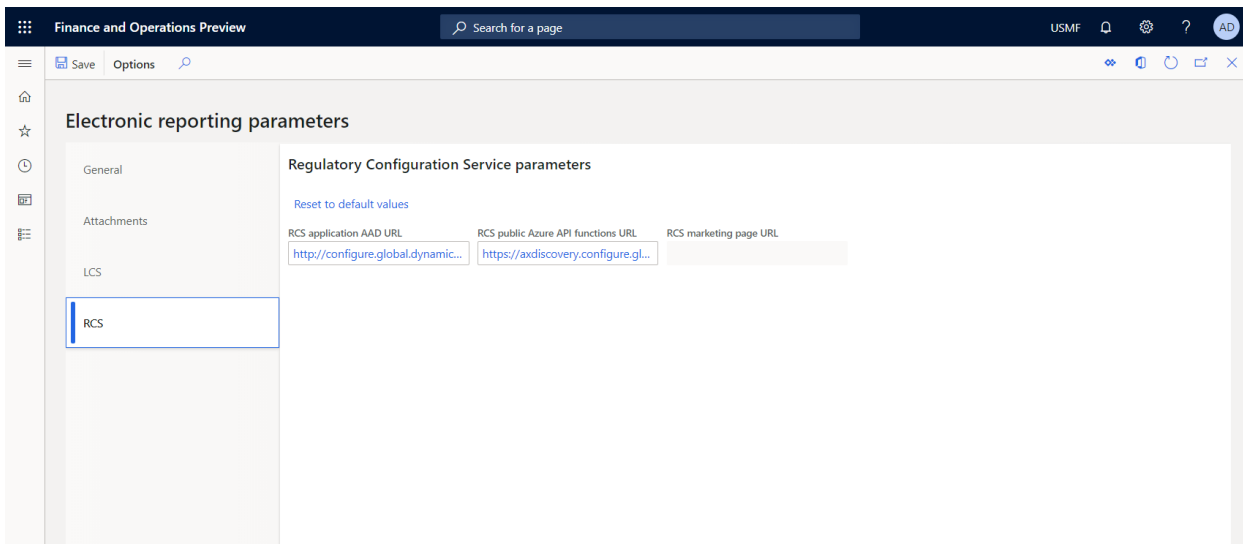 Finance and Operations Preview
Search for a page
USMF
?
AD
Save Options
Electronic reporting parameters
General
Attachments
LCS
RCS
Regulatory Configuration Service parameters
Reset to default values
RCS application AAD URL RCS public Azure API functions URL RCS marketing page URL
http://configure.global.dynamic... https://axdiscovery.configure.gl...